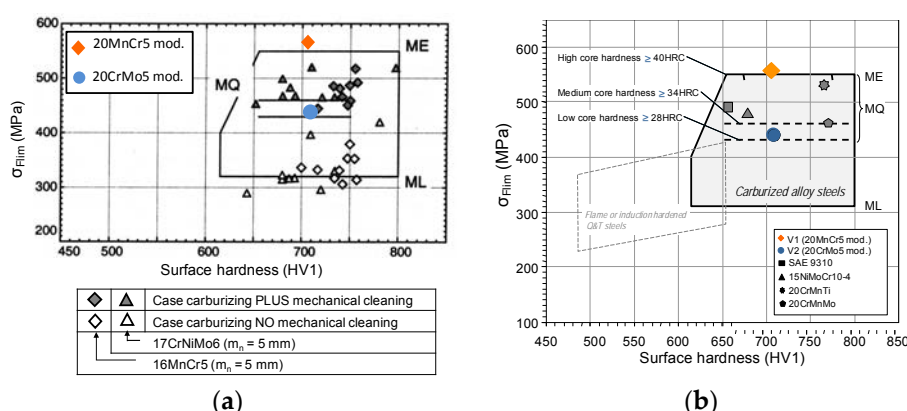 600
500
400
300
200
σFlim (MPa)
20MnCr5 mod.
20CrMo5 mod.
MQ
ME
ML
450 500 600 700 800
Surface hardness (HV1)
Case carburizing PLUS mechanical cleaning
Case carburizing NO mechanical cleaning
17CrNiMo6 (mn = 5 mm)
16MnCr5 (mn = 5 mm)
(a)
650
600
500
400
300
200
100
σFlim (MPa)
High core hardness ≥ 40HRC
Medium core hardness ≥ 34HRC
Low core hardness ≥ 28HRC
ME
MQ
ML
Carburized alloy steels
Flame or induction hardened
Q&T steels
V1 (20MnCr5 mod.)
V2 (20CrMo5 mod.)
SAE 9310
15NiMoCr10-4
20CrMnTi
20CrMnMo
450 500 550 600 650 700 750 800 850
Surface hardness (HV1)
(b)